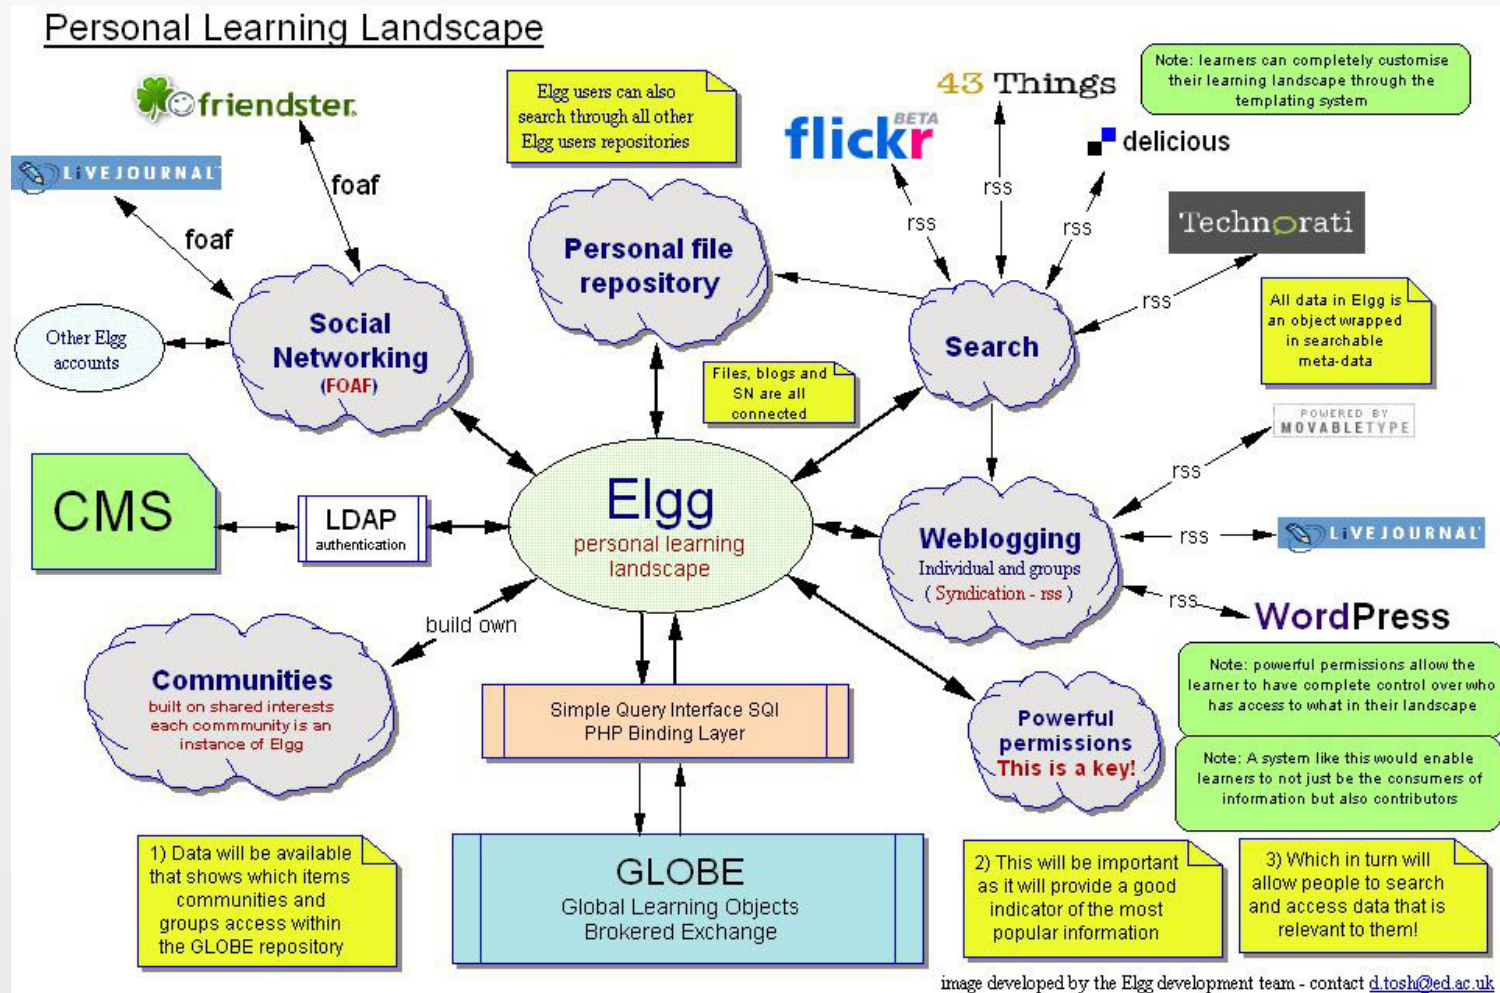 Personal Learning Landscape
friendster.
LiVEJOURNAL
foaf
foaf
Other Elgg
accounts
Social
Networking
(FOAF)
Elgg users can also
search through all other
Elgg users repositories
Personal file
repository
Files, blogs and
SN are all
connected
43 Things
flickr
BETA
delicious
Technorati
rss
rss
rss
rss
Search
Note: learners can completely customise
their learning landscape through the
templating system
All data in Elgg is
an object wrapped
in searchable
meta-data
POWERED BY
MOVABLETYPE
rss
LiVEJOURNAL
rss
WordPress
rss
Weblogging
Individual and groups
( Syndication - rss )
CMS
LDAP
authentication
Elgg
personal learning
landscape
build own
Communities
built on shared interests
each commmunity is an
instance of Elgg
Simple Query Interface SQI
PHP Binding Layer
Powerful
permissions
This is a key!
Note: powerful permissions allow the
learner to have complete control over who
has access to what in their landscape
Note: A system like this would enable
learners to not just be the consumers of
information but also contributors
GLOBE
Global Learning Objects
Brokered Exchange
1) Data will be available
that shows which items
communities and
groups access within
the GLOBE repository
2) This will be important
as it will provide a good
indicator of the most
popular information
3) Which in turn will
allow people to search
and access data that is
relevant to them!
image developed by the Elgg development team - contact d.tosh@ed.ac.uk